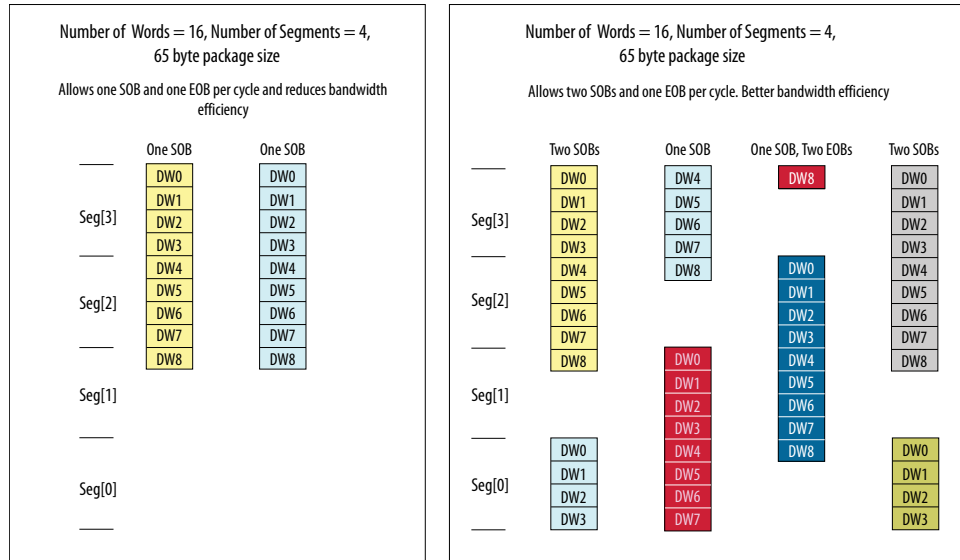 Number of Words = 16, Number of Segments = 4,
65 byte package size
Allows one SOB and one EOB per cycle and reduces bandwidth
efficiency
One SOB
One SOB
Seg[3]
Seg[2]
Seg[1]
Seg[0]
DW0
DW1
DW2
DW3
DW4
DW5
DW6
DW7
DW8
DW0
DW1
DW2
DW3
DW4
DW5
DW6
DW7
DW8
Number of Words = 16, Number of Segments = 4,
65 byte package size
Allows two SOBs and one EOB per cycle. Better bandwidth efficiency
Two SOBs
One SOB
One SOB, Two EOBs
Two SOBs
Seg[3]
Seg[2]
Seg[1]
Seg[0]
DW0
DW1
DW2
DW3
DW4
DW5
DW6
DW7
DW8
DW0
DW1
DW2
DW3
DW4
DW5
DW6
DW7
DW8
DW0
DW1
DW2
DW3
DW4
DW5
DW6
DW7
DW8
DW0
DW1
DW2
DW3
DW4
DW5
DW6
DW7
DW8
DW0
DW1
DW2
DW3
DW4
DW5
DW6
DW7
DW8
DW0
DW1
DW2
DW3